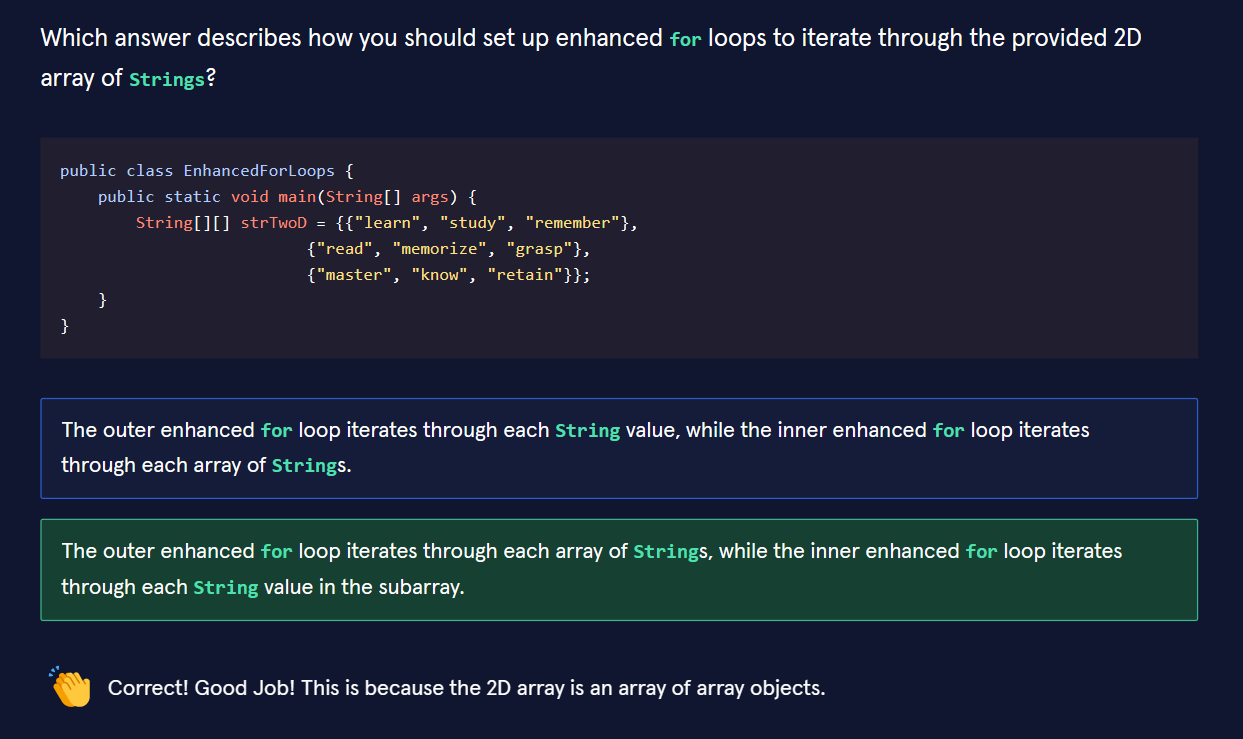 Which answer describes how you should set up enhanced for loops to iterate through the provided 2D
array of Strings?
public class EnhancedForLoops {
    public static void main(String[] args) {
        String[][] strTwoD = {{"learn", "study", "remember"},
                          {"read", "memorize", "grasp"},
                          {"master", "know", "retain"}};
    }
}
The outer enhanced for loop iterates through each String value, while the inner enhanced for loop iterates
through each array of Strings.
The outer enhanced for loop iterates through each array of Strings, while the inner enhanced for loop iterates
through each String value in the subarray.
Correct! Good Job! This is because the 2D array is an array of array objects.